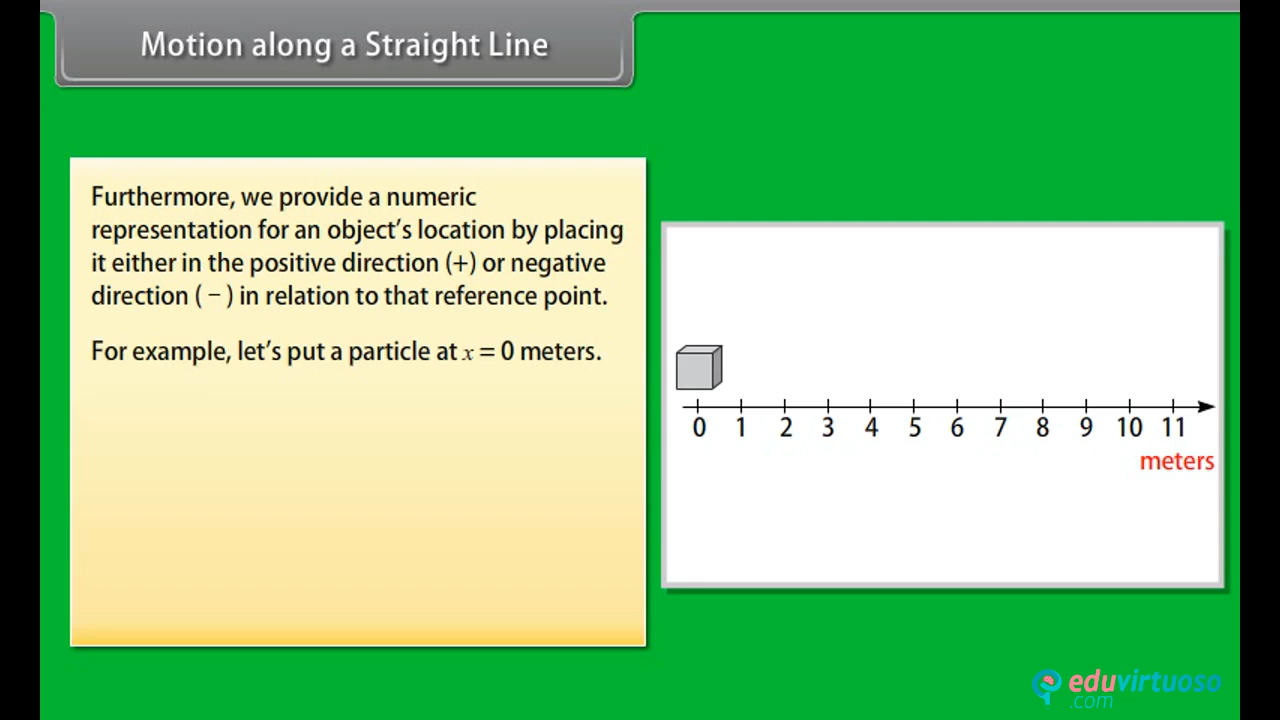 Motion along a Straight Line
Furthermore, we provide a numeric
representation for an object's location by placing
it either in the positive direction (+) or negative
direction ( − ) in relation to that reference point.
For example, let's put a particle at x = 0 meters.
0 1 2 3 4 5 6 7 8 9 10 11
meters
eduvirtuoso
.com